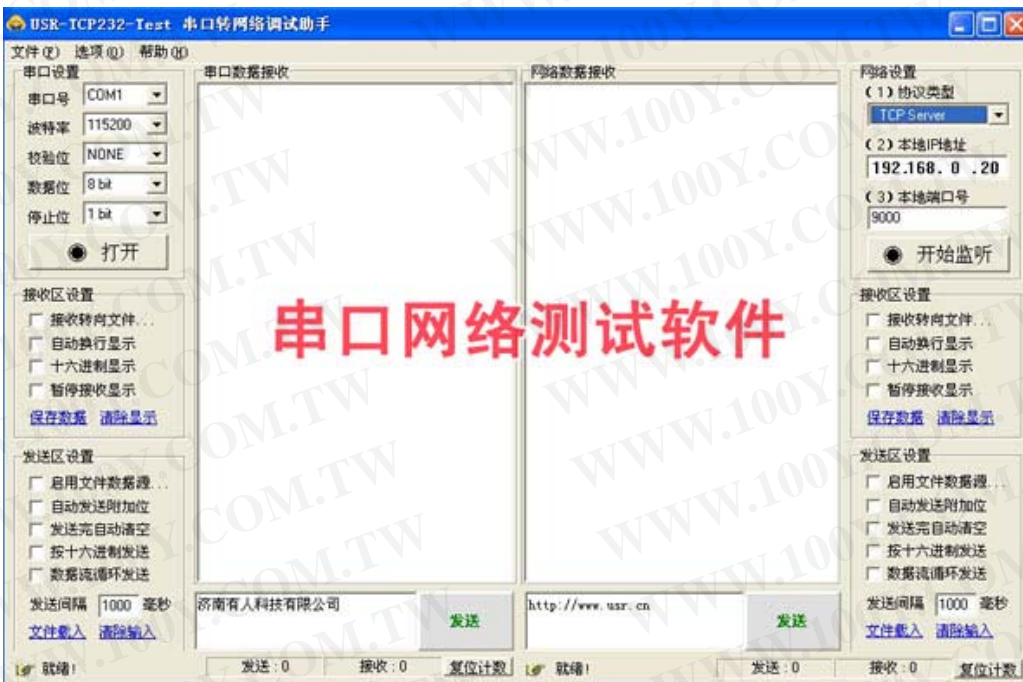 USR-TCP232-Test 串口转网络调试助手
文件(F) 选项(O) 帮助(H)
串口设置
串口号 COM1
波特率 115200
校验位 NONE
数据位 8 bit
停止位 1 bit
打开
接收区设置
接收转向文件...
自动换行显示
十六进制显示
暂停接收显示
保存数据 清除显示
发送区设置
启用文件数据源...
自动发送附加位
发送完自动清空
按十六进制发送
数据流循环发送
发送间隔 1000 毫秒
文件载入 清除输入
串口数据接收
济南有人科技有限公司
发送
网络数据接收
http://www.usr.cn
发送
串口网络测试软件
网络设置
(1) 协议类型
TCP Server
(2) 本地IP地址
192.168. 0 .20
(3) 本地端口号
9000
开始监听
接收区设置
接收转向文件...
自动换行显示
十六进制显示
暂停接收显示
保存数据 清除显示
发送区设置
启用文件数据源...
自动发送附加位
发送完自动清空
按十六进制发送
数据流循环发送
发送间隔 1000 毫秒
文件载入 清除输入
就绪! 发送:0 接收:0 复位计数
就绪! 发送:0 接收:0 复位计数
WWW.100Y.COM.TW